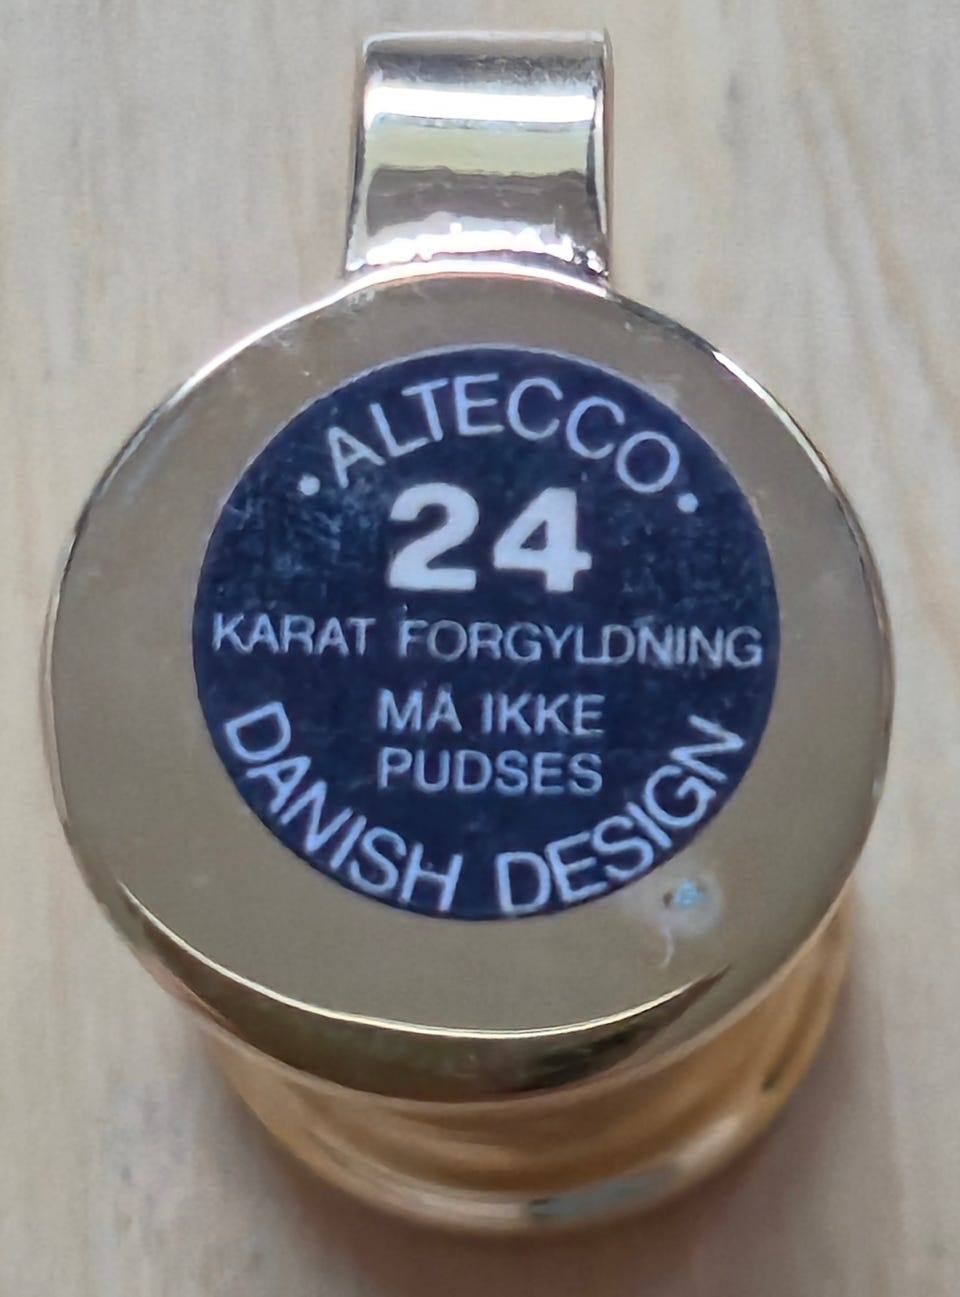 · ALTECCO ·
24
KARAT FORGYLDNING
MÅ IKKE
PUDSES
DANISH DESIGN